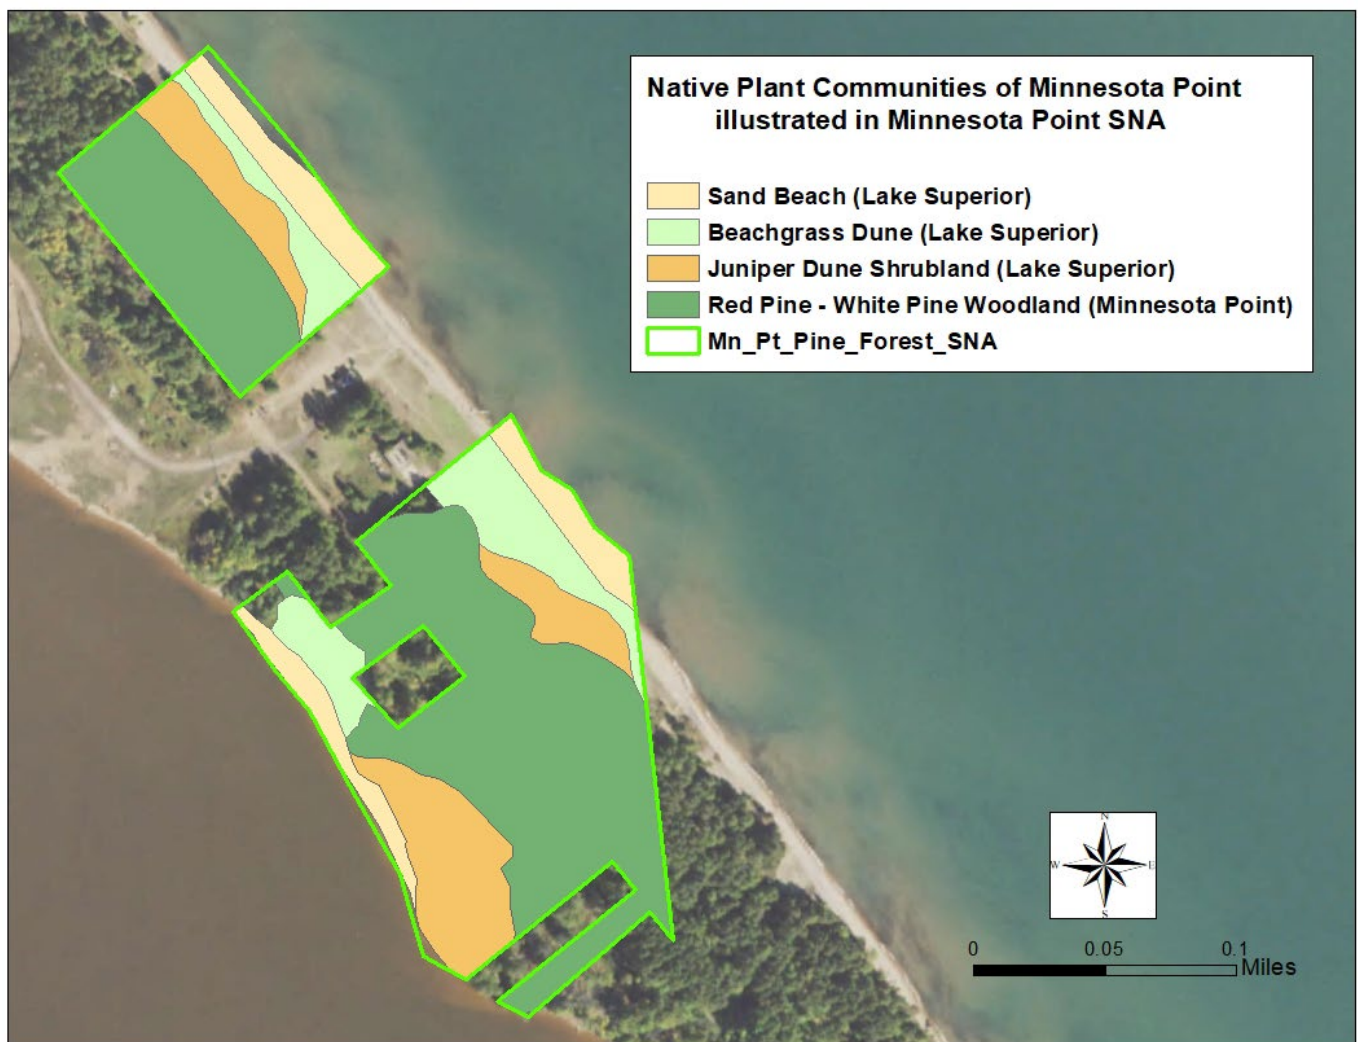 Native Plant Communities of Minnesota Point
illustrated in Minnesota Point SNA
Sand Beach (Lake Superior)
Beachgrass Dune (Lake Superior)
Juniper Dune Shrubland (Lake Superior)
Red Pine - White Pine Woodland (Minnesota Point)
Mn_Pt_Pine_Forest_SNA
N
W E
S
0 0.05 0.1
Miles